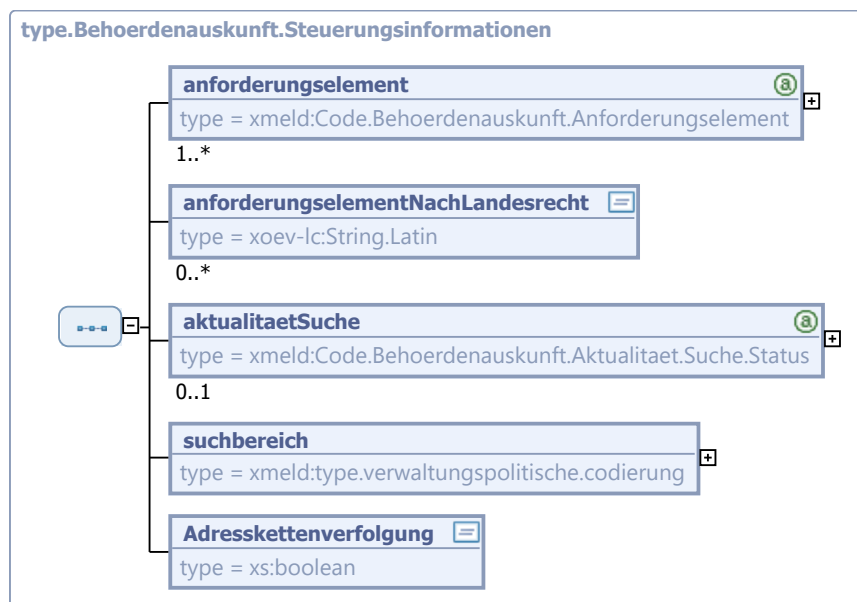 type.Behoerdenauskunft.Steuerungsinformationen
anforderungselement
type = xmeld:Code.Behoerdenauskunft.Anforderungselement
1..*
anforderungselementNachLandesrecht
type = xoev-lc:String.Latin
0..*
aktualitaetSuche
type = xmeld:Code.Behoerdenauskunft.Aktualitaet.Suche.Status
0..1
suchbereich
type = xmeld:type.verwaltungspolitische.codierung
Adresskettenverfolgung
type = xs:boolean